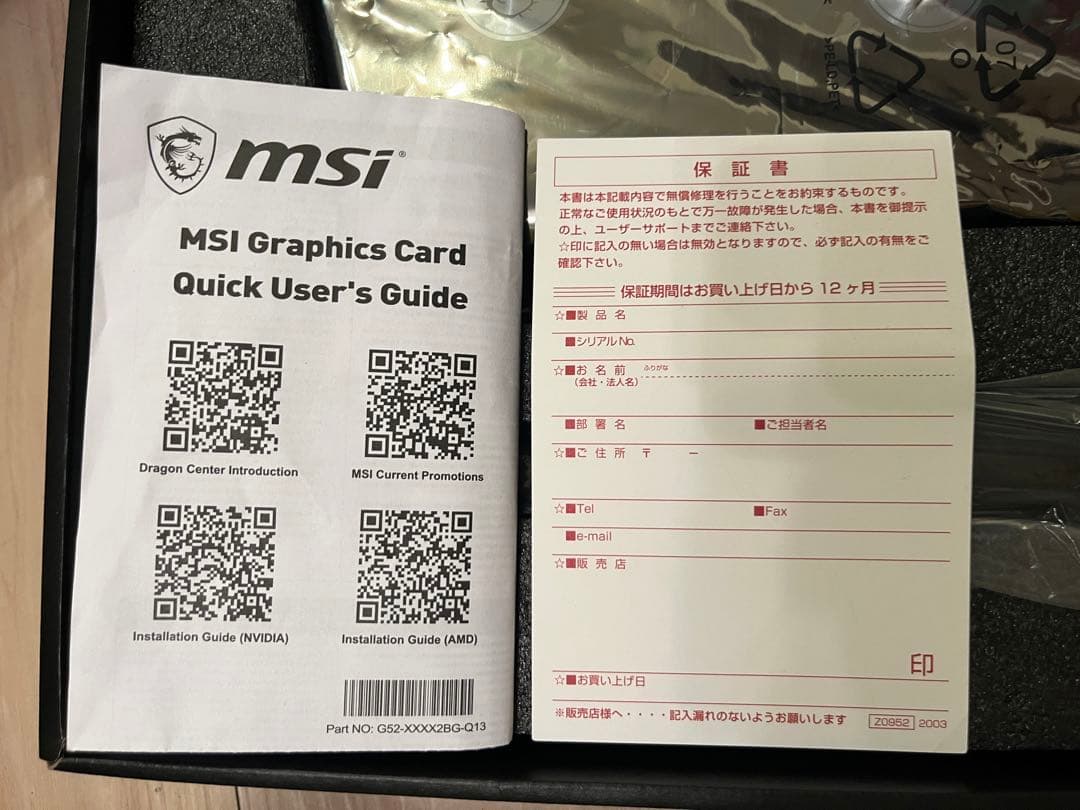 msi
MSI Graphics Card
Quick User's Guide
Dragon Center Introduction
MSI Current Promotions
Installation Guide (NVIDIA)
Installation Guide (AMD)
Part NO: G52-XXXX2BG-Q13
07
O
>PE-LD,PET
保証書
本書は本記載内容で無償修理を行うことをお約束するものです。
正常なご使用状況のもとで万一故障が発生した場合、本書を御提示
の上、ユーザーサポートまでご連絡下さい。
☆印に記入の無い場合は無効となりますので、必ず記入の有無をご
確認下さい。
保証期間はお買い上げ日から 12 ヶ月
☆■製品名
■シリアルNo.
☆■お名前 ふりがな
(会社・法人名)
■部署名 ■ご担当者名
☆■ご住所 〒 ー
☆■Tel ■Fax
■e-mail
☆■販売店
印
☆■お買い上げ日
※販売店様へ・・・・記入漏れのないようお願いします Z0952 2003